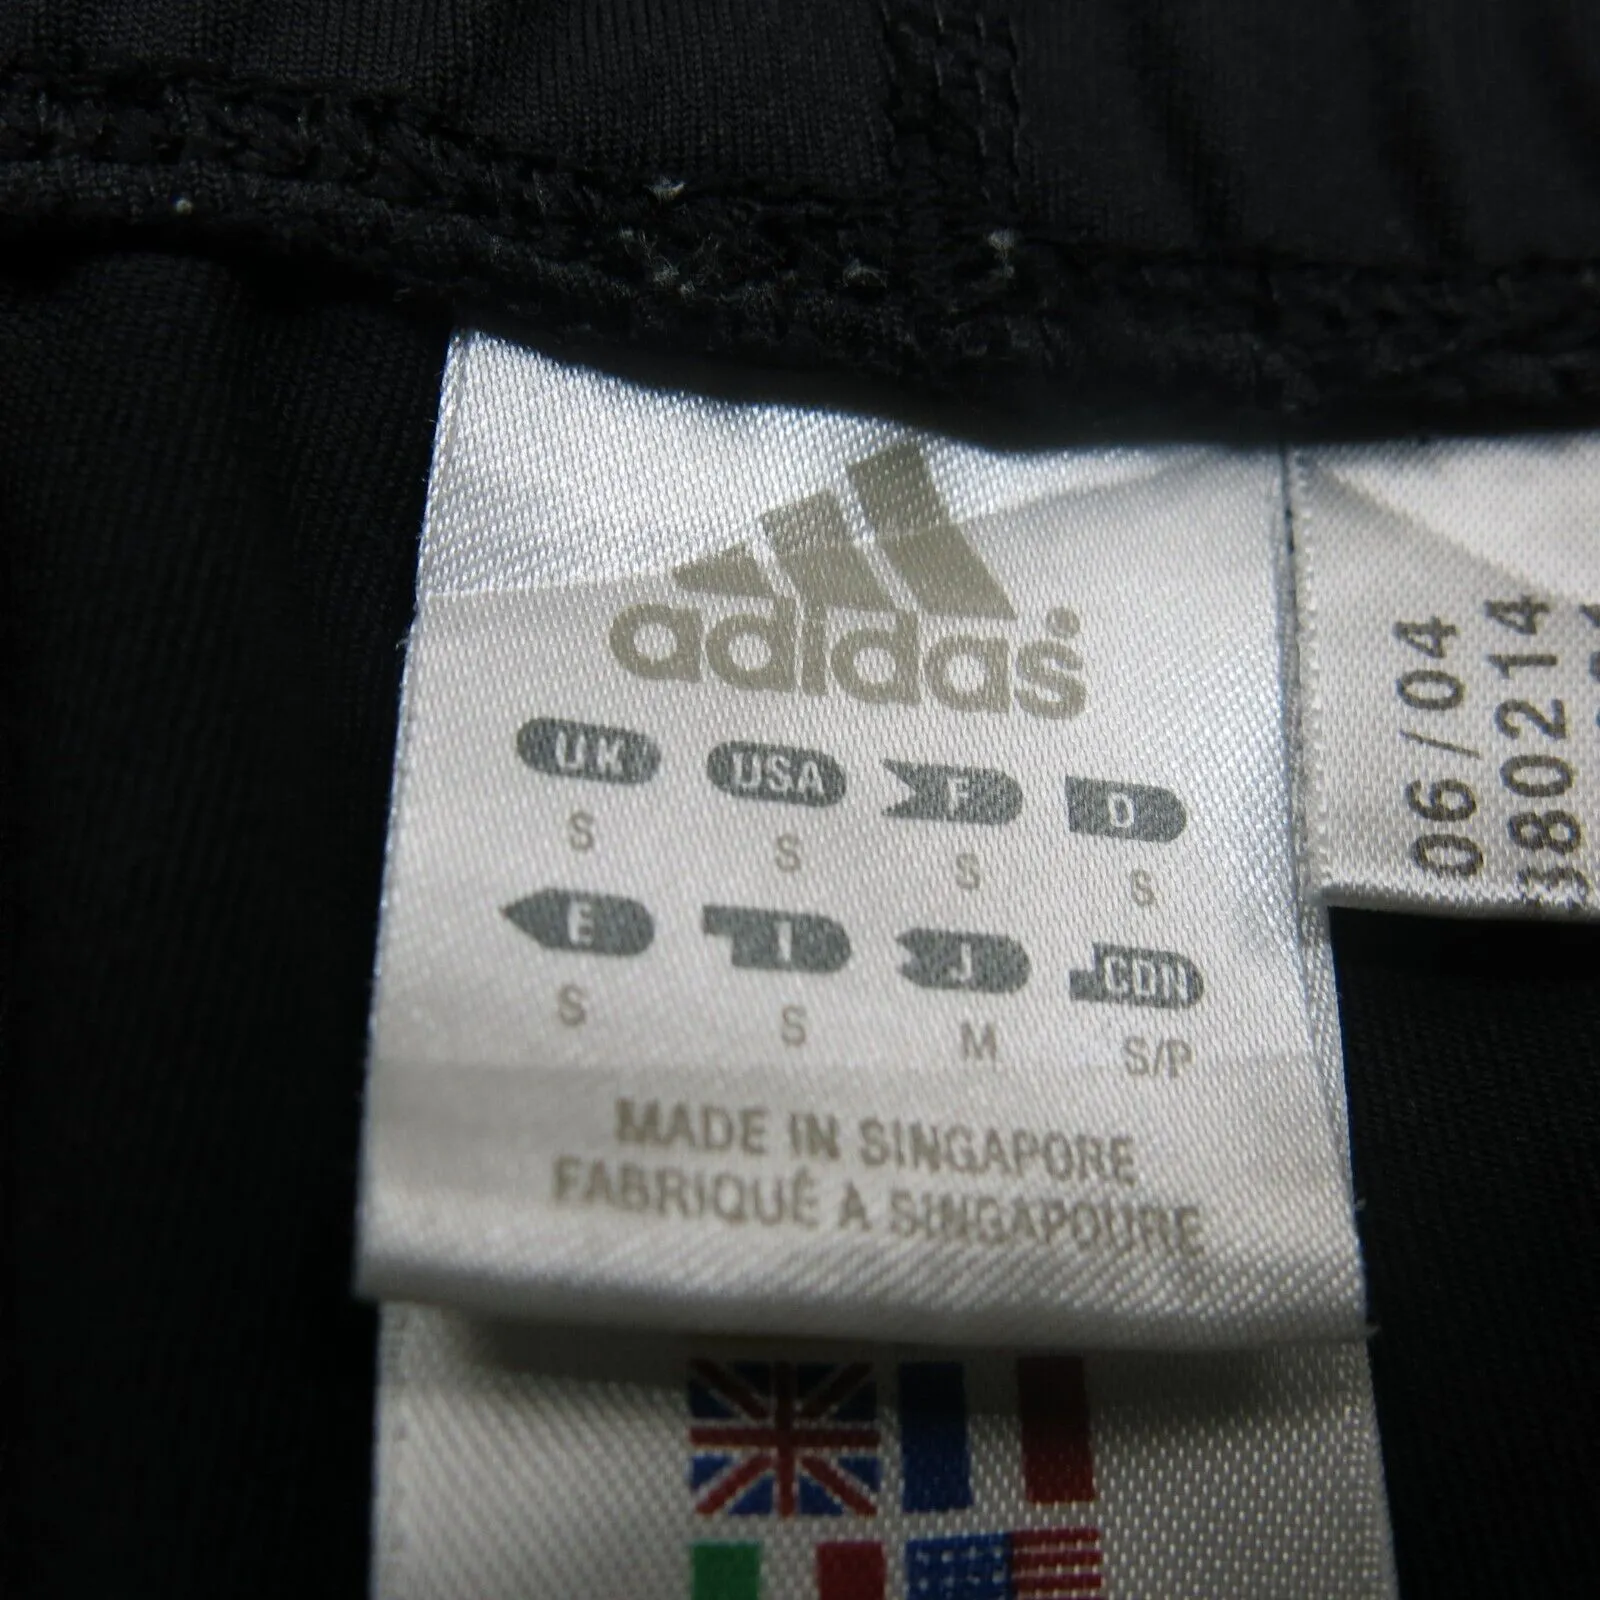 adidas®
UK USA F D
S S S S
E I J CDN
S S M S/P
MADE IN SINGAPORE
FABRIQUÉ À SINGAPOURE
06/04
380214